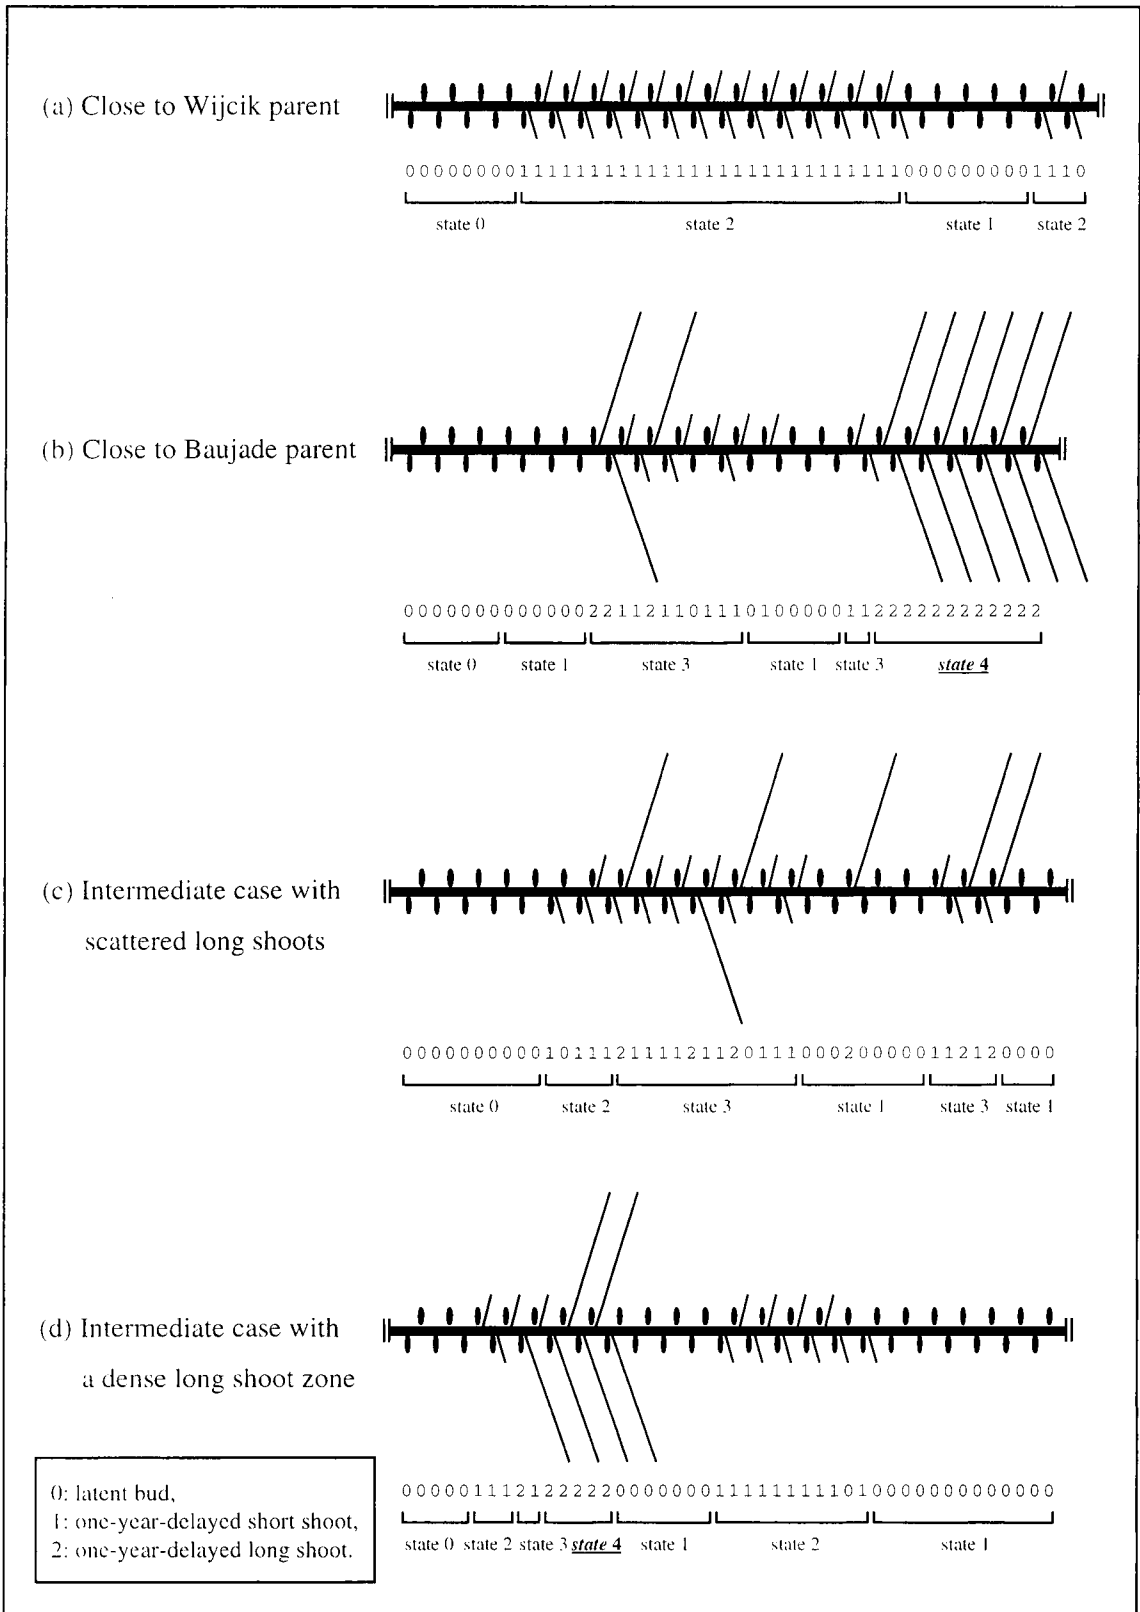 (a) Close to Wijcik parent
000000001111111111111111111111111110000000001110
state 0 state 2 state 1 state 2
(b) Close to Baujade parent
000000000000022112110111010000011222222222222
state 0 state 1 state 3 state 1 state 3 state 4
(c) Intermediate case with
scattered long shoots
0000000000101112111121120111000200000112120000
state 0 state 2 state 3 state 1 state 3 state 1
(d) Intermediate case with
a dense long shoot zone
0000011121222220000000111111111010000000000000
state 0 state 2 state 3 state 4 state 1 state 2 state 1
0: latent bud,
1: one-year-delayed short shoot,
2: one-year-delayed long shoot.